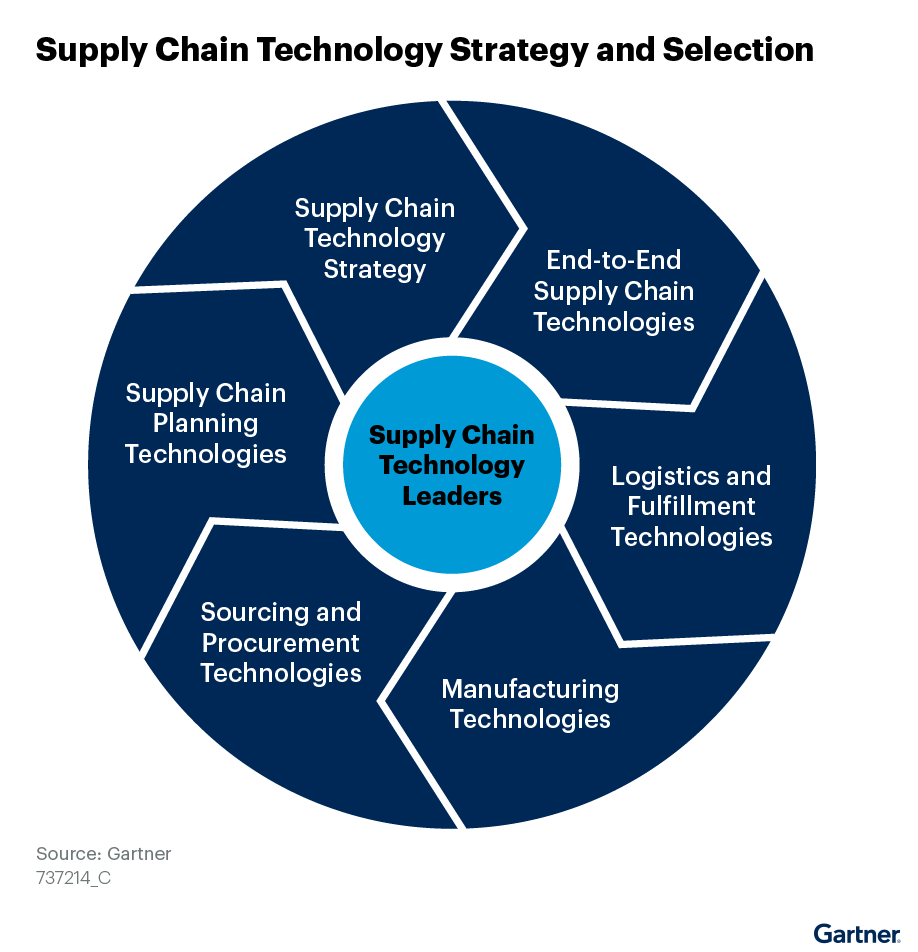 Supply Chain Technology Strategy and Selection
Supply Chain
Technology
Strategy
End-to-End
Supply Chain
Technologies
Logistics and
Fulfillment
Technologies
Manufacturing
Technologies
Sourcing and
Procurement
Technologies
Supply Chain
Planning
Technologies
Supply Chain
Technology
Leaders
Source: Gartner
737214_C
Gartner